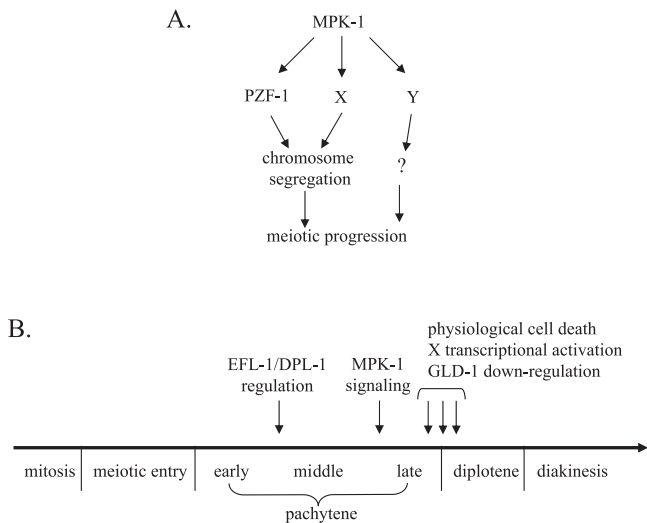 A.
MPK-1
PZF-1 X Y
chromosome
segregation
?
meiotic progression
B.
physiological cell death
X transcriptional activation
GLD-1 down-regulation
EFL-1/DPL-1
regulation
MPK-1
signaling
mitosis meiotic entry early middle late diplotene diakinesis
pachytene